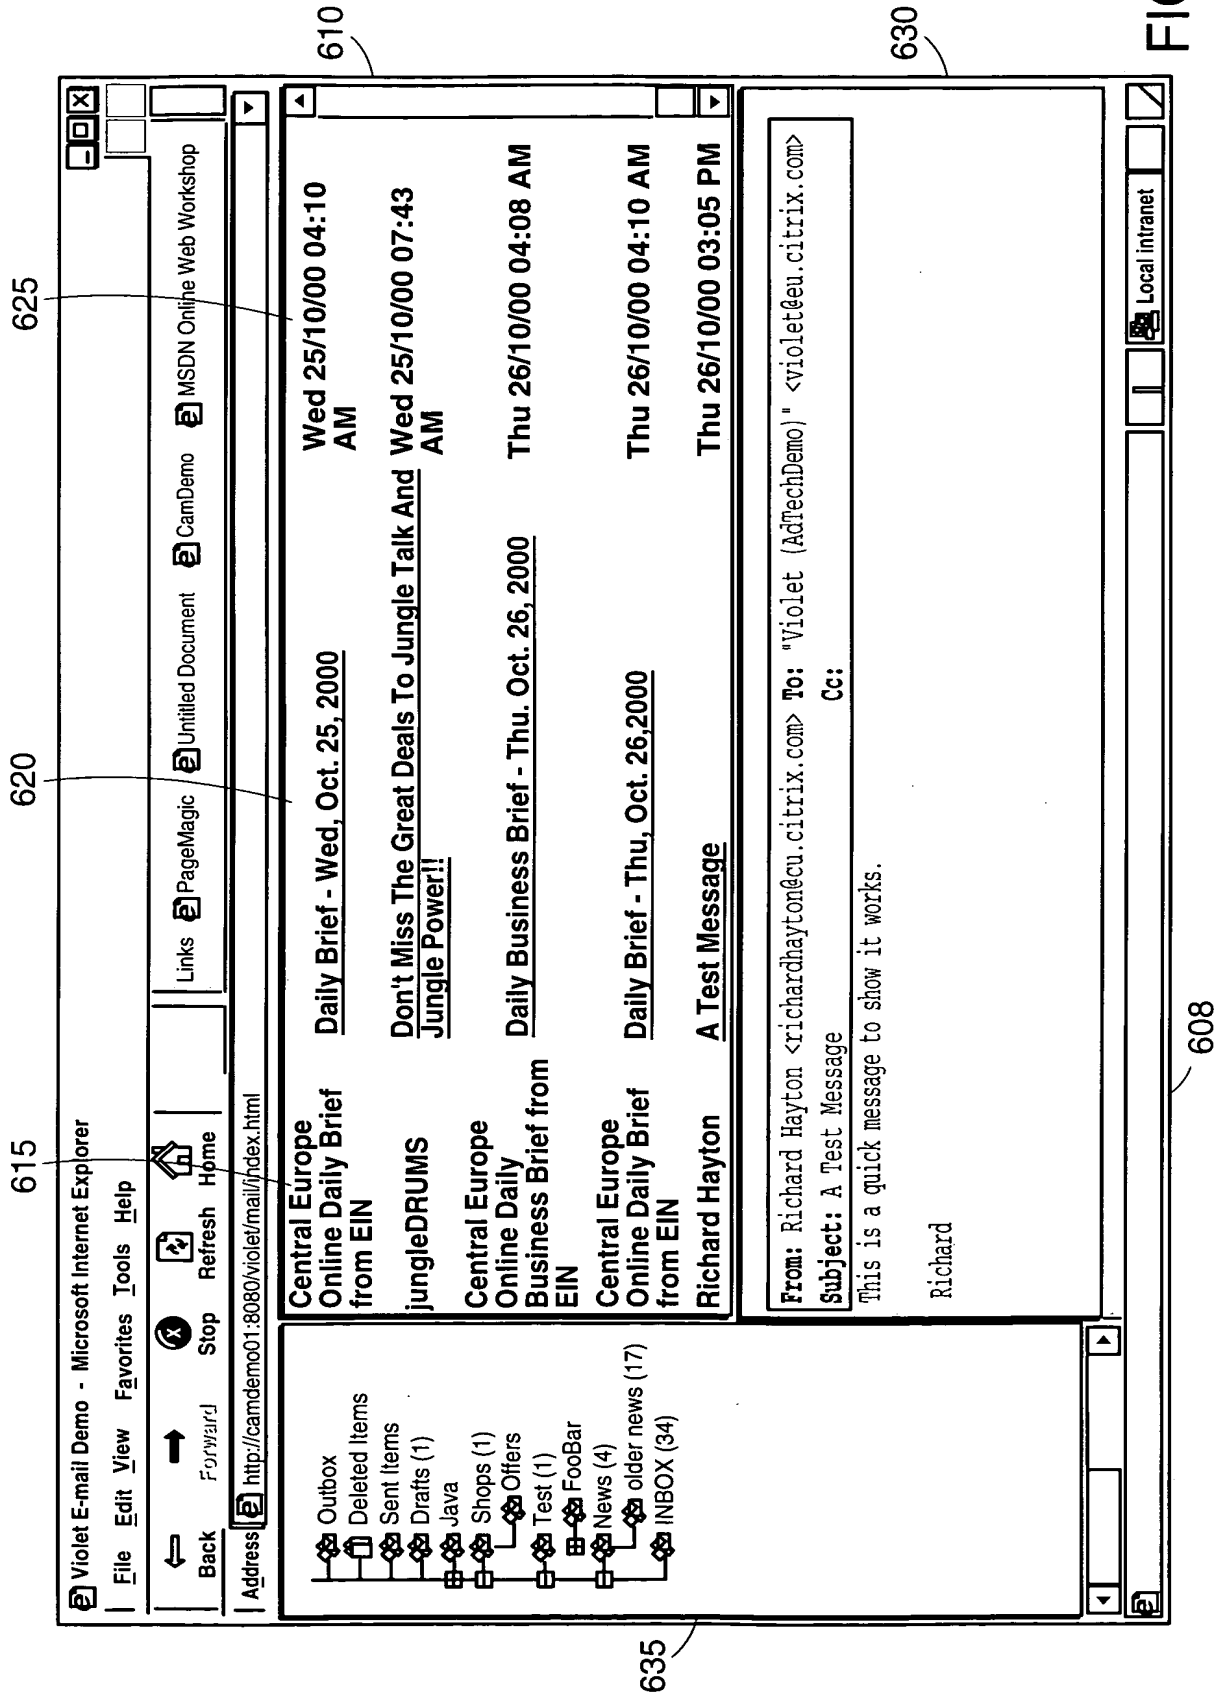 625
620
615
Violet E-mail Demo - Microsoft Internet Explorer
File Edit View Favorites Tools Help
Back Forward Stop Refresh Home
Links PageMagic Untitled Document CamDemo MSDN Online Web Workshop
Address http://camdemo01:8080/violet/mail/index.html
610
Outbox
Deleted Items
Sent Items
Drafts (1)
Java
Shops (1)
Offers
Test (1)
FooBar
News (4)
older news (17)
INBOX (34)
635
Central Europe
Online Daily Brief
from EIN
Daily Brief - Wed, Oct. 25, 2000
Wed 25/10/00 04:10
AM
jungleDRUMS
Don't Miss The Great Deals To Jungle Talk And
Jungle Power!!
Wed 25/10/00 07:43
AM
Central Europe
Online Daily
Business Brief from
EIN
Daily Business Brief - Thu. Oct. 26, 2000
Thu 26/10/00 04:08 AM
Central Europe
Online Daily Brief
from EIN
Daily Brief - Thu, Oct. 26,2000
Thu 26/10/00 04:10 AM
Richard Hayton
A Test Message
Thu 26/10/00 03:05 PM
From: Richard Hayton <richardhayton@cu.citrix.com> To: "Violet (AdTechDemo)" <violet@eu.citrix.com>
Subject: A Test Message Cc:
This is a quick message to show it works.
Richard
630
Local intranet
608